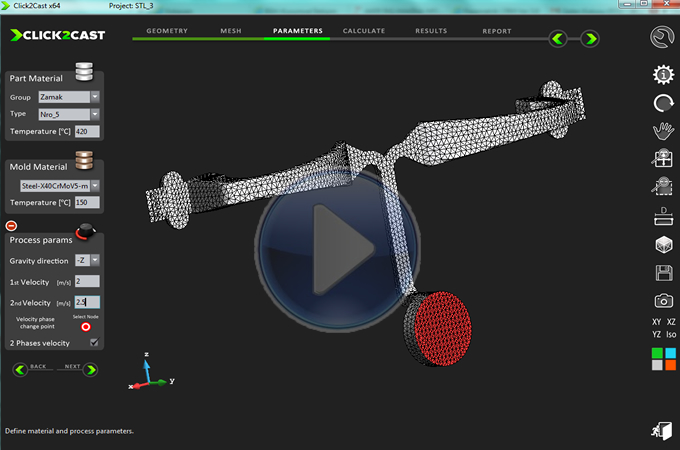 Click2Cast x64 Project: STL_3
CLICK2CAST
GEOMETRY MESH PARAMETERS CALCULATE RESULTS REPORT
Part Material
Group Zamak
Type Nro_5
Temperature [°C] 420
Mold Material
Steel-X40CrMoV5-m
Temperature [°C] 150
Process params
Gravity direction -Z
1st Velocity [m/s] 2
2nd Velocity [m/s] 2.5
Velocity phase
change point
Select Node
2 Phases velocity
BACK NEXT
z
x
y
D
XY XZ
YZ Iso
Define material and process parameters.